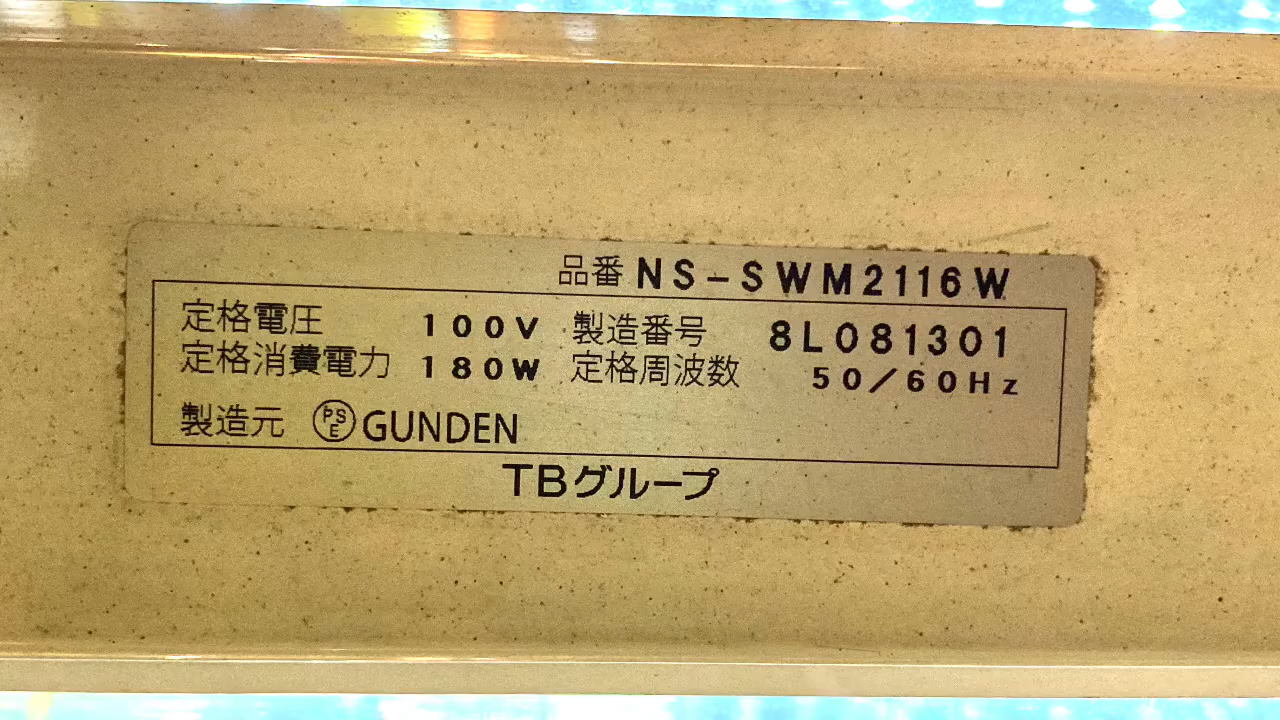 品番 NS-SWM2116W
定格電圧 100V 製造番号 8L081301
定格消費電力 180W 定格周波数 50/60Hz
製造元 PSE GUNDEN
TBグループ